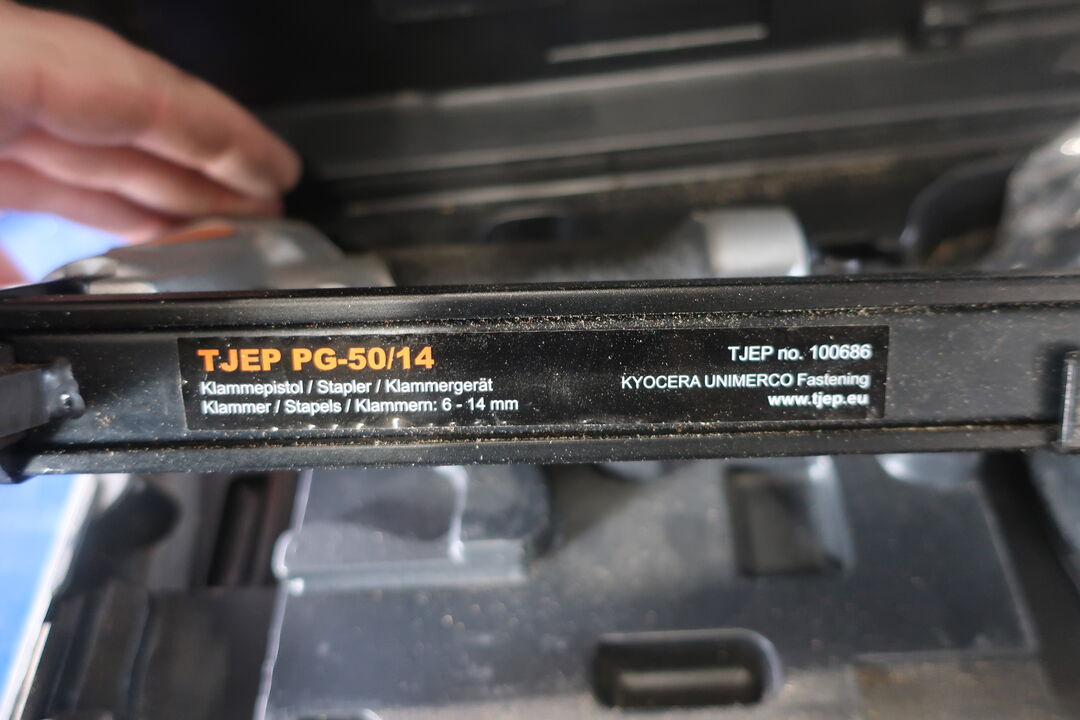 TJEP PG-50/14
Klammepistol / Stapler / Klammergerät
Klammer / Stapels / Klammern: 6 - 14 mm
TJEP no. 100686
KYOCERA UNIMERCO Fastening
www.tjep.eu